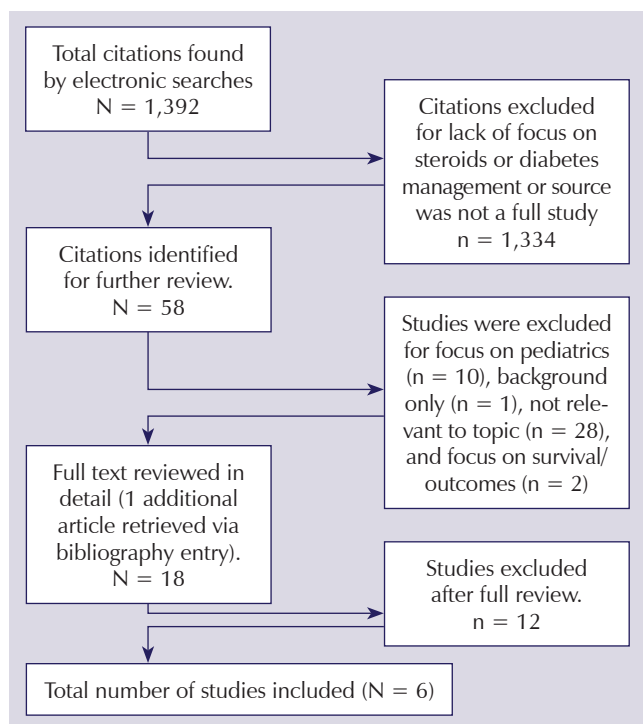 Total citations found
by electronic searches
N = 1,392
Citations excluded
for lack of focus on
steroids or diabetes
management or source
was not a full study
n = 1,334
Citations identified
for further review.
N = 58
Studies were excluded
for focus on pediatrics
(n = 10), background
only (n = 1), not rele-
vant to topic (n = 28),
and focus on survival/
outcomes (n = 2)
Full text reviewed in
detail (1 additional
article retrieved via
bibliography entry).
N = 18
Studies excluded
after full review.
n = 12
Total number of studies included (N = 6)